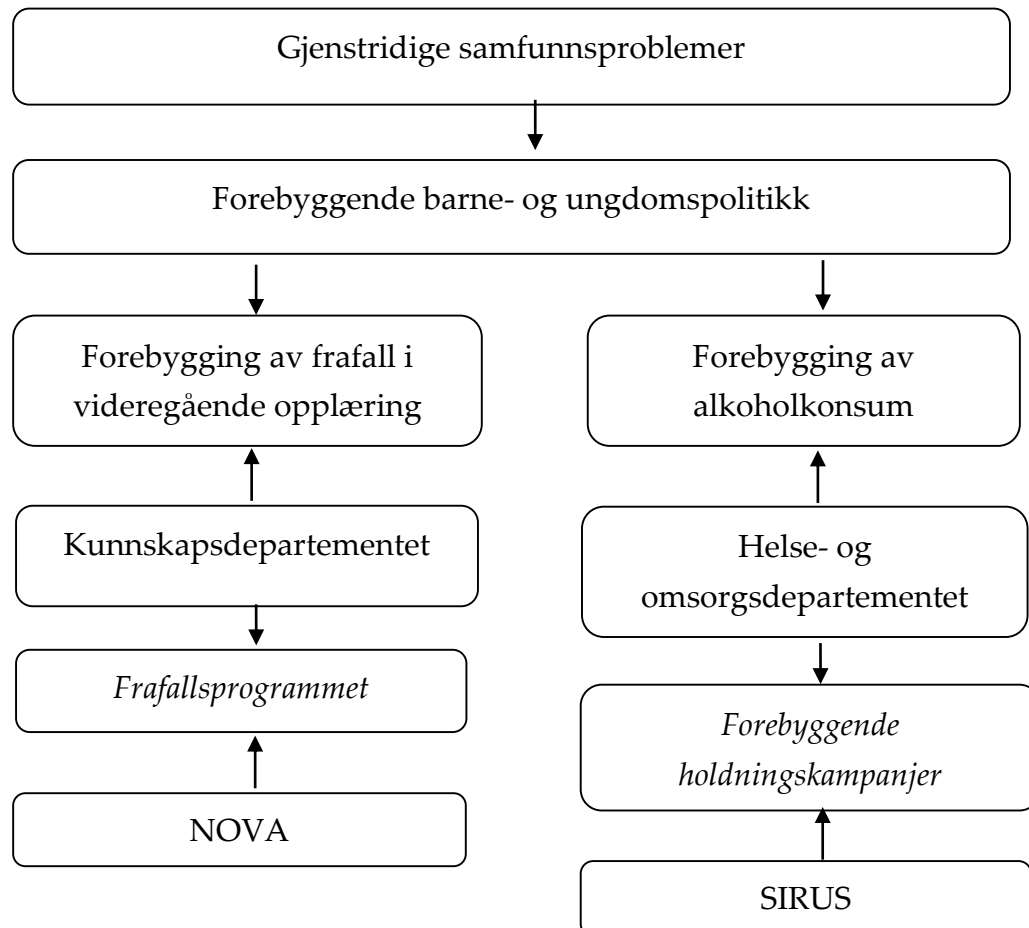 Gjenstridige samfunnsproblemer
Forebyggende barne- og ungdomspolitikk
Forebygging av frafall i
videregående opplæring
Forebygging av
alkoholkonsum
Kunnskapsdepartementet
Helse- og
omsorgsdepartementet
Frafallsprogrammet
Forebyggende
holdningskampanjer
NOVA
SIRUS